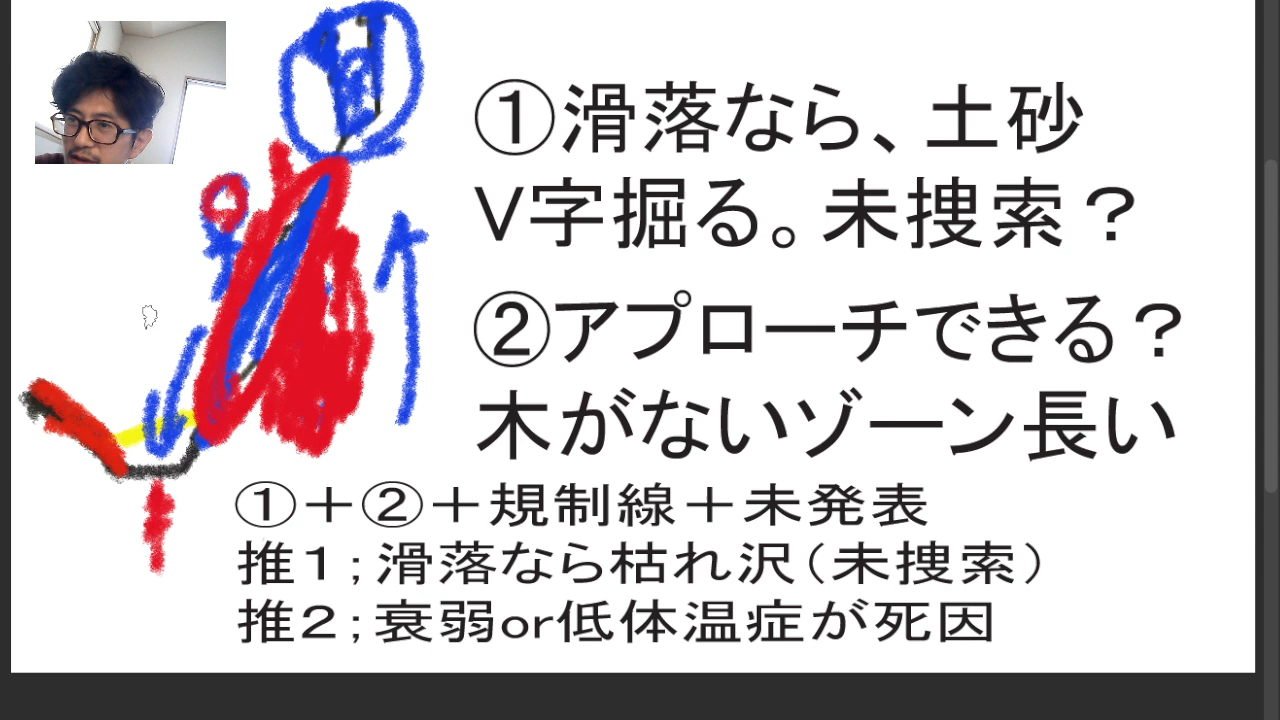 ①滑落なら、土砂
V字掘る。未捜索？
②アプローチできる？
木がないゾーン長い
①＋②＋規制線＋未発表
推１；滑落なら枯れ沢（未捜索）
推２；衰弱or低体温症が死因